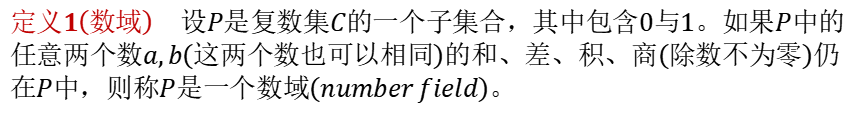 定义1(数域) 设P是复数集C的一个子集合，其中包含0与1。如果P中的
任意两个数a,b(这两个数也可以相同)的和、差、积、商(除数不为零)仍
在P中，则称P是一个数域(number field)。